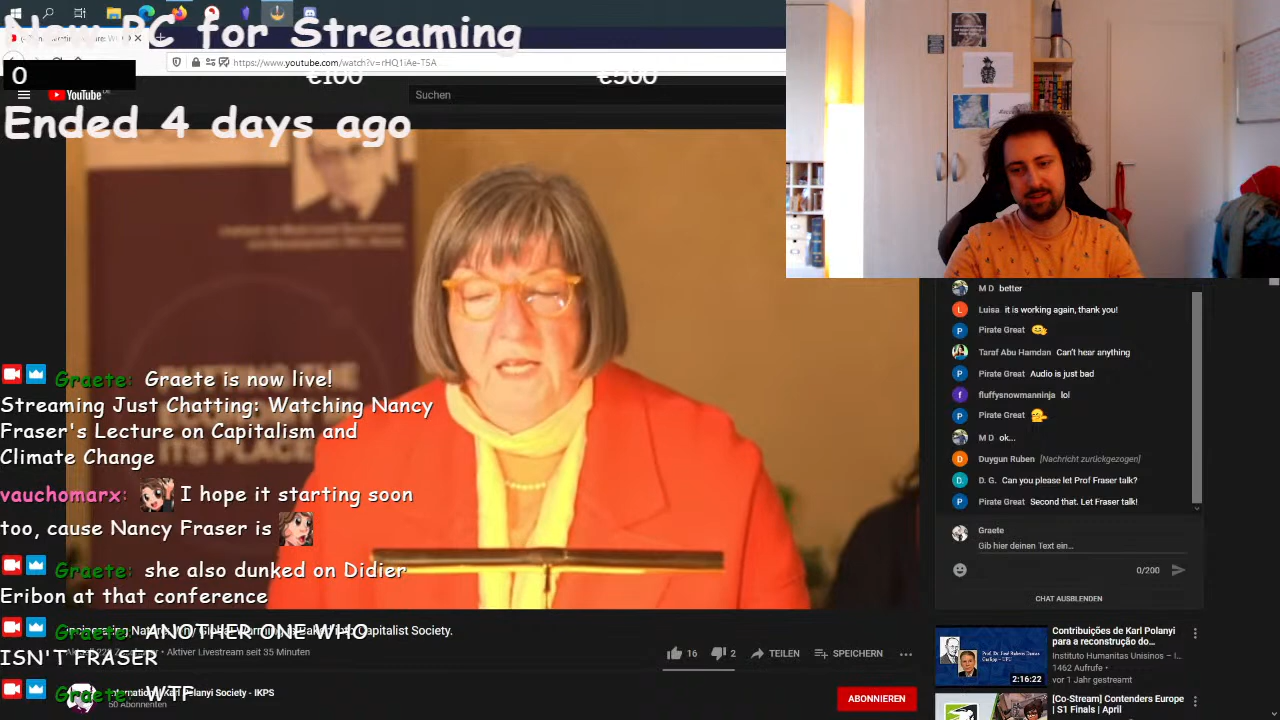 New PC for Streaming
https://www.youtube.com/watch?v=rHQ1iAe-T5A
0
€100
€500
YouTube
Suchen
Ended 4 days ago
ITS PLACE
Graete: Graete is now live!
Streaming Just Chatting: Watching Nancy
Fraser's Lecture on Capitalism and
Climate Change
vauchomarx: I hope it starting soon
too, cause Nancy Fraser is
Graete: she also dunked on Didier
Eribon at that conference
Graete: ANOTHER ONE WHO
ISN'T FRASER
Graete: WTF
Capitalist Society.
Aktiver Livestream seit 35 Minuten
16
2
TEILEN
SPEICHERN
Karl Polanyi Society - IKPS
50 Abonnenten
ABONNIEREN
M D better
Luisa it is working again, thank you!
Pirate Great
Taraf Abu Hamdan Can't hear anything
Pirate Great Audio is just bad
fluffysnowmanninja lol
Pirate Great
M D ok...
Duygun Ruben [Nachricht zurückgezogen]
D. G. Can you please let Prof Fraser talk?
Pirate Great Second that. Let Fraser talk!
Graete
Gib hier deinen Text ein...
0/200
CHAT AUSBLENDEN
Contribuições de Karl Polanyi
para a reconstrução do...
Instituto Humanitas Unisinos – I...
1462 Aufrufe •
vor 1 Jahr gestreamt
2:16:22
[Co-Stream] Contenders Europe
| S1 Finals | April